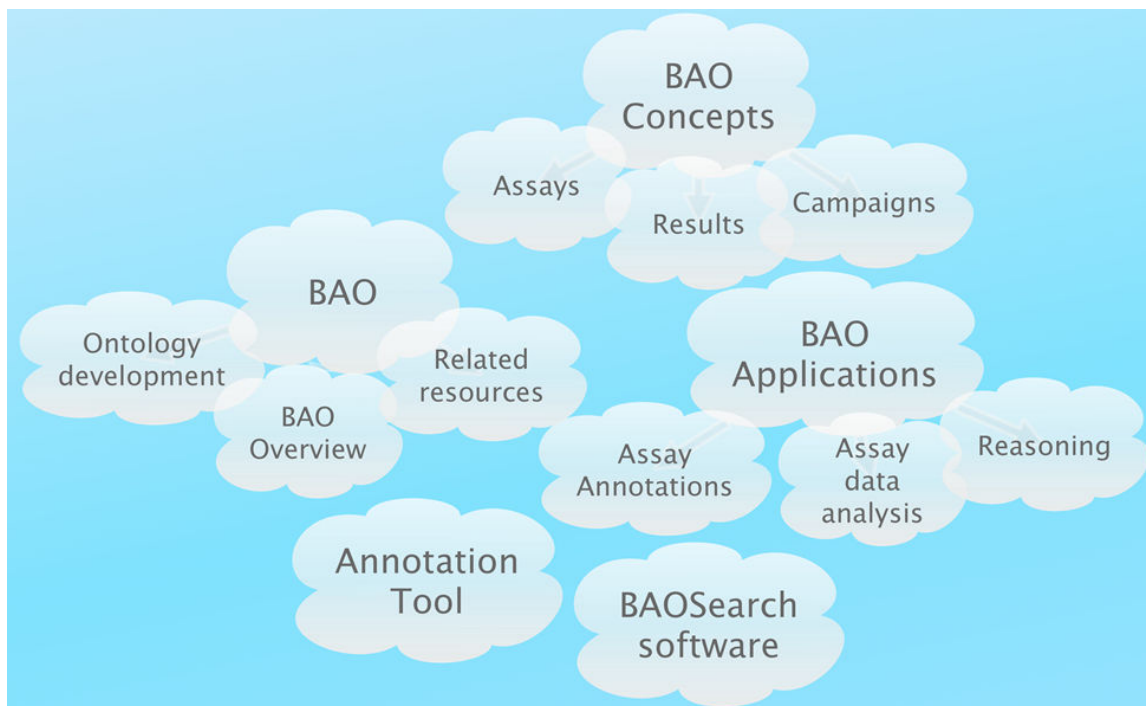 BAO
Concepts
Assays
Results
Campaigns
BAO
Ontology
development
BAO
Overview
Related
resources
BAO
Applications
Assay
Annotations
Assay
data
analysis
Reasoning
Annotation
Tool
BAOSearch
software